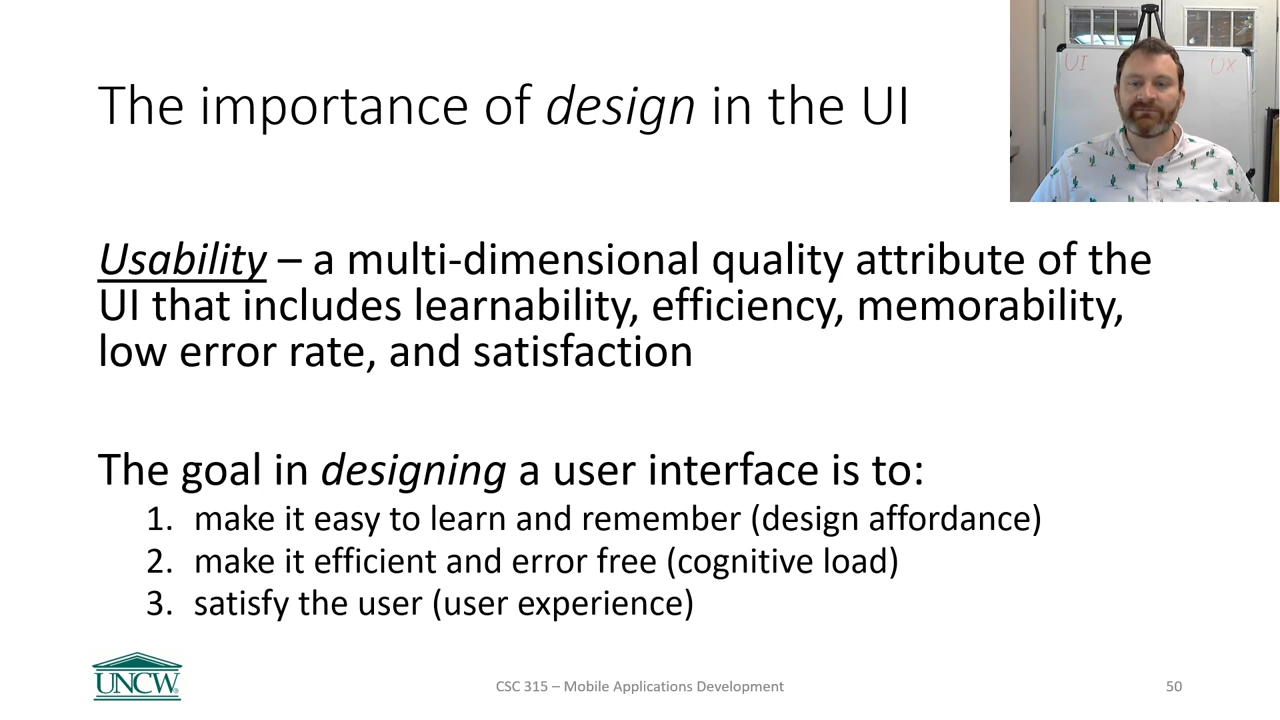 The importance of design in the UI
UI
UX
Usability – a multi-dimensional quality attribute of the
UI that includes learnability, efficiency, memorability,
low error rate, and satisfaction
The goal in designing a user interface is to:
1. make it easy to learn and remember (design affordance)
2. make it efficient and error free (cognitive load)
3. satisfy the user (user experience)
UNCW
CSC 315 – Mobile Applications Development
50